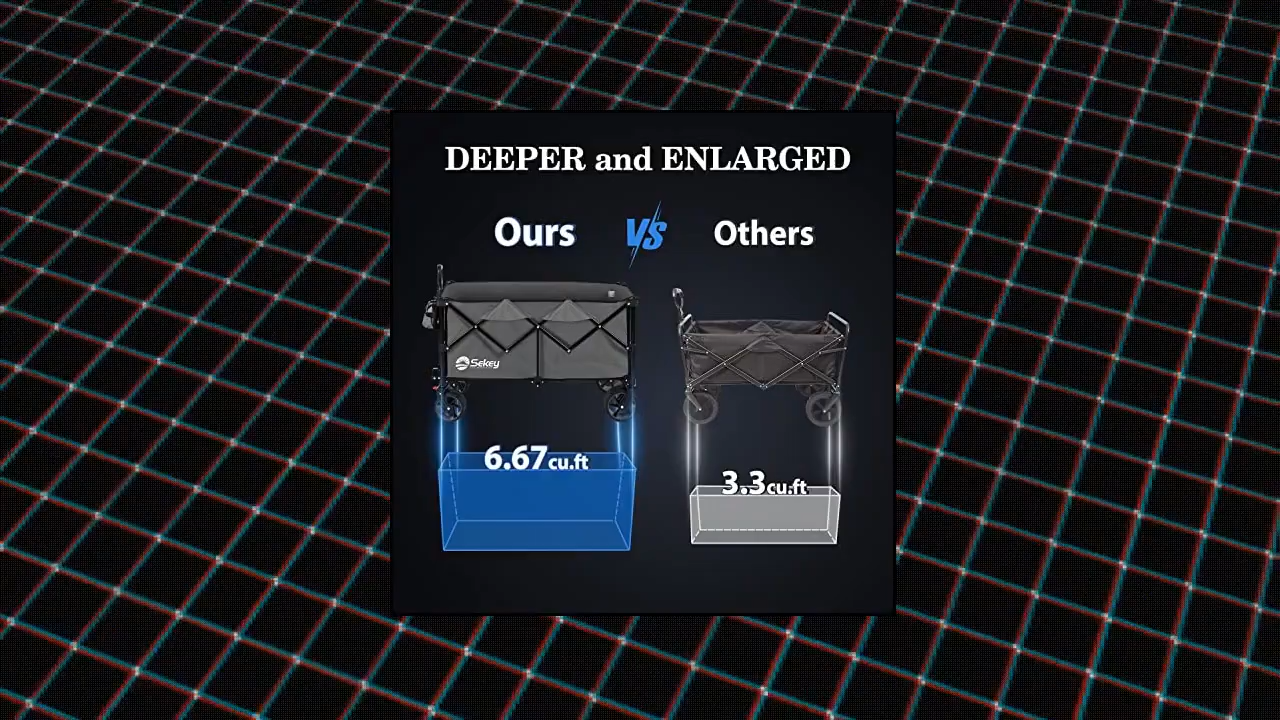 DEEPER and ENLARGED
Ours VS Others
Sekey
6.67cu.ft
3.3cu.ft